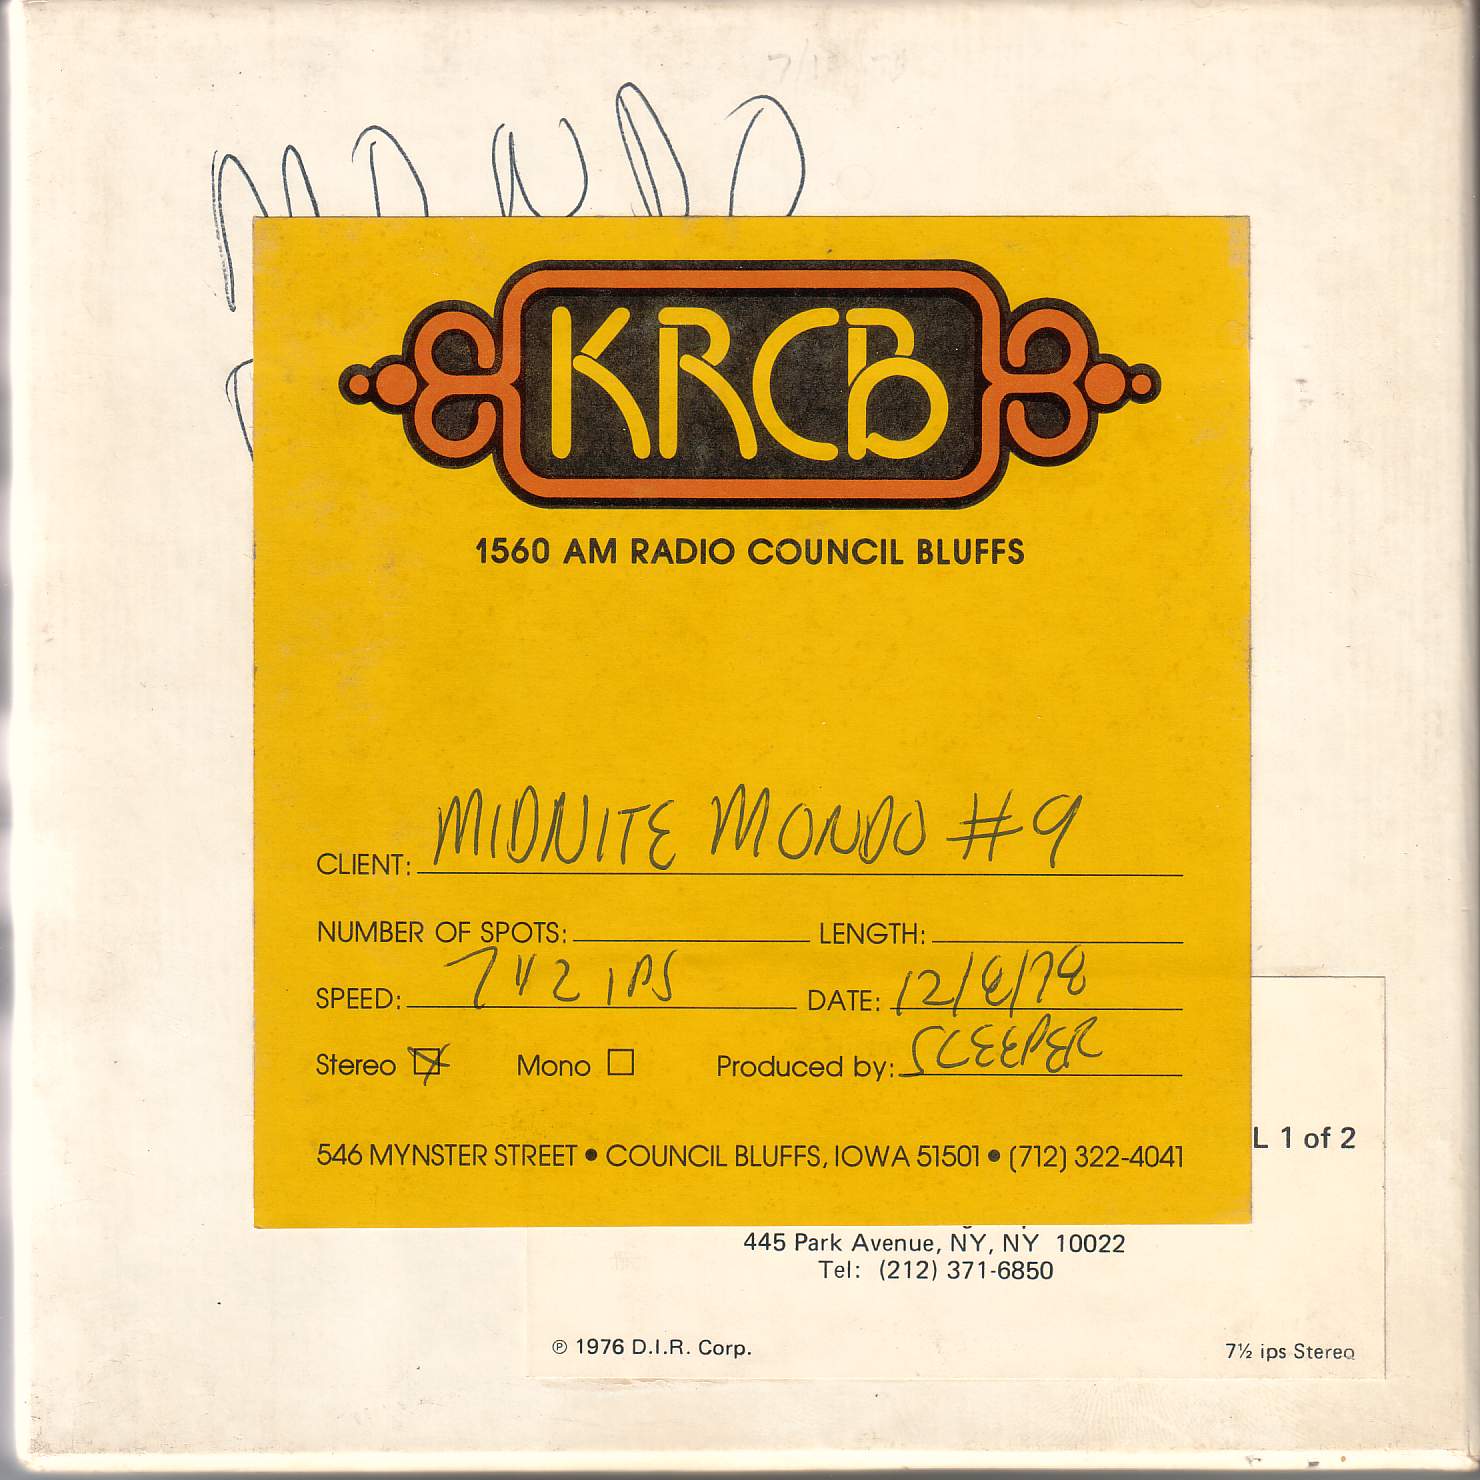 MONDO
KRCB
1560 AM RADIO COUNCIL BLUFFS
CLIENT: MIDNITE MONDO #9
NUMBER OF SPOTS: LENGTH:
SPEED: 7 1/2 IPS DATE: 12/8/78
Stereo Mono Produced by: SLEEPER
546 MYNSTER STREET • COUNCIL BLUFFS, IOWA 51501 • (712) 322-4041
L 1 of 2
445 Park Avenue, NY, NY 10022
Tel: (212) 371-6850
℗ 1976 D.I.R. Corp.
7½ ips Stereo